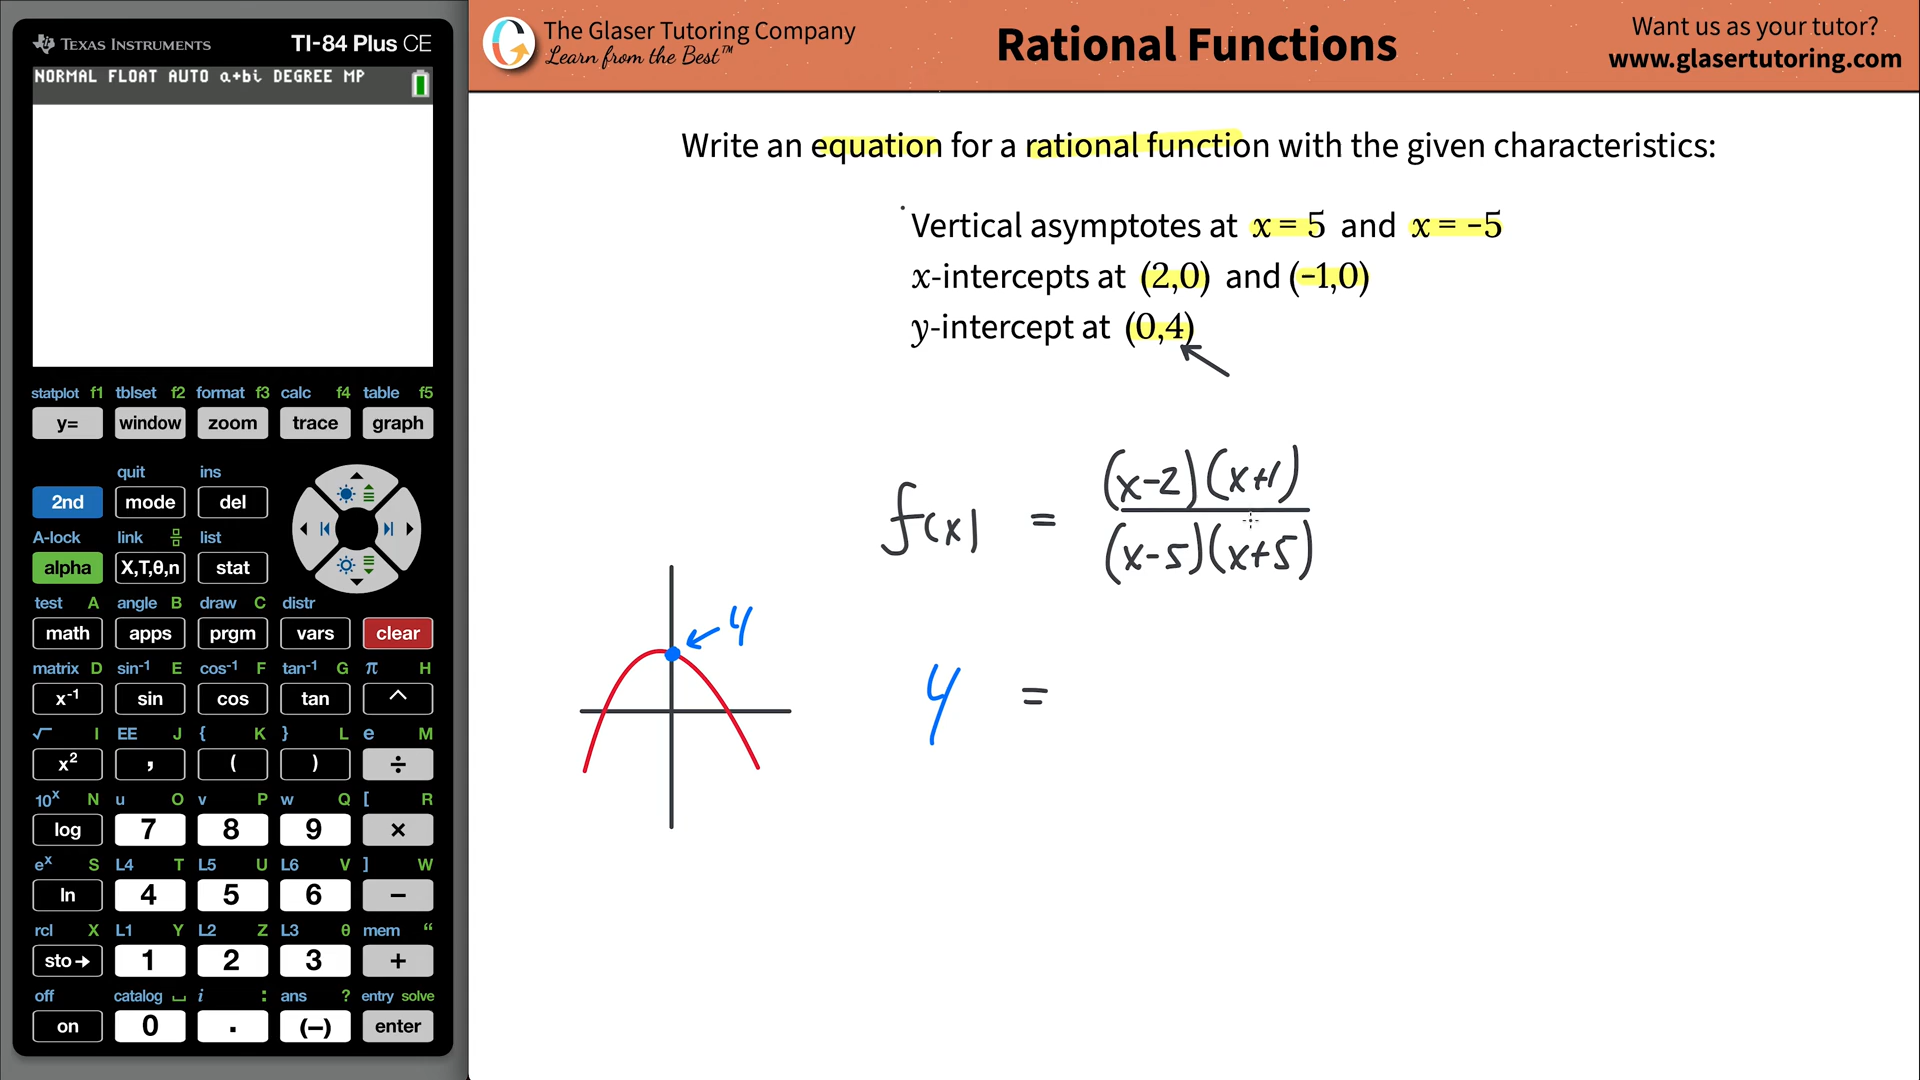 TEXAS INSTRUMENTS TI-84 Plus CE
NORMAL FLOAT AUTO a+bi DEGREE MP
statplot f1 tblset f2 format f3 calc f4 table f5
y= window zoom trace graph
quit ins
2nd mode del
A-lock link list
alpha X,T,θ,n stat
test A angle B draw C distr
math apps prgm vars clear
matrix D sin⁻¹ E cos⁻¹ F tan⁻¹ G π H
x⁻¹ sin cos tan ^
√ I EE J { K } L e M
x² , ( ) ÷
10ˣ N u O v P w Q [ R
log 7 8 9 ×
eˣ S L4 T L5 U L6 V ] W
ln 4 5 6 −
rcl X L1 Y L2 Z L3 θ mem “
sto→ 1 2 3 +
off catalog ⎵ i : ans ? entry solve
on 0 . (−) enter
The Glaser Tutoring Company
Learn from the Best™
Rational Functions
Want us as your tutor?
www.glasertutoring.com
Write an equation for a rational function with the given characteristics:
Vertical asymptotes at x = 5 and x = −5
x-intercepts at (2,0) and (−1,0)
y-intercept at (0,4)
(x-2)(x+1)
f(x) =
(x-5)(x+5)
4
4 =